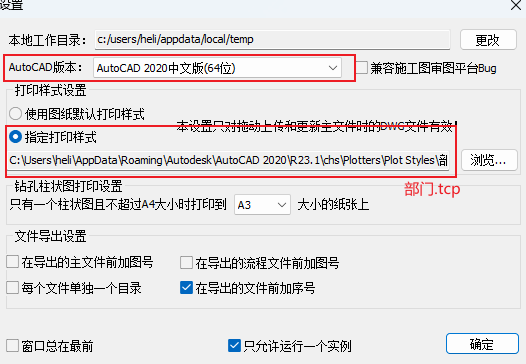 设置
本地工作目录： c:/users/heli/appdata/local/temp 更改
AutoCAD版本： AutoCAD 2020中文版(64位) 兼容施工图审图平台Bug
打印样式设置
使用图纸默认打印样式
本设置只对拖动上传和更新主文件时的DWG文件有效！
指定打印样式
C:\Users\heli\AppData\Roaming\Autodesk\AutoCAD 2020\R23.1\chs\Plotters\Plot Styles\部 浏览...
部门.tcp
钻孔柱状图打印设置
只有一个柱状图且不超过A4大小时打印到 A3 大小的纸张上
文件导出设置
在导出的主文件前加图号 在导出的流程文件前加图号
每个文件单独一个目录 在导出的文件前加序号
窗口总在最前 只允许运行一个实例 确定